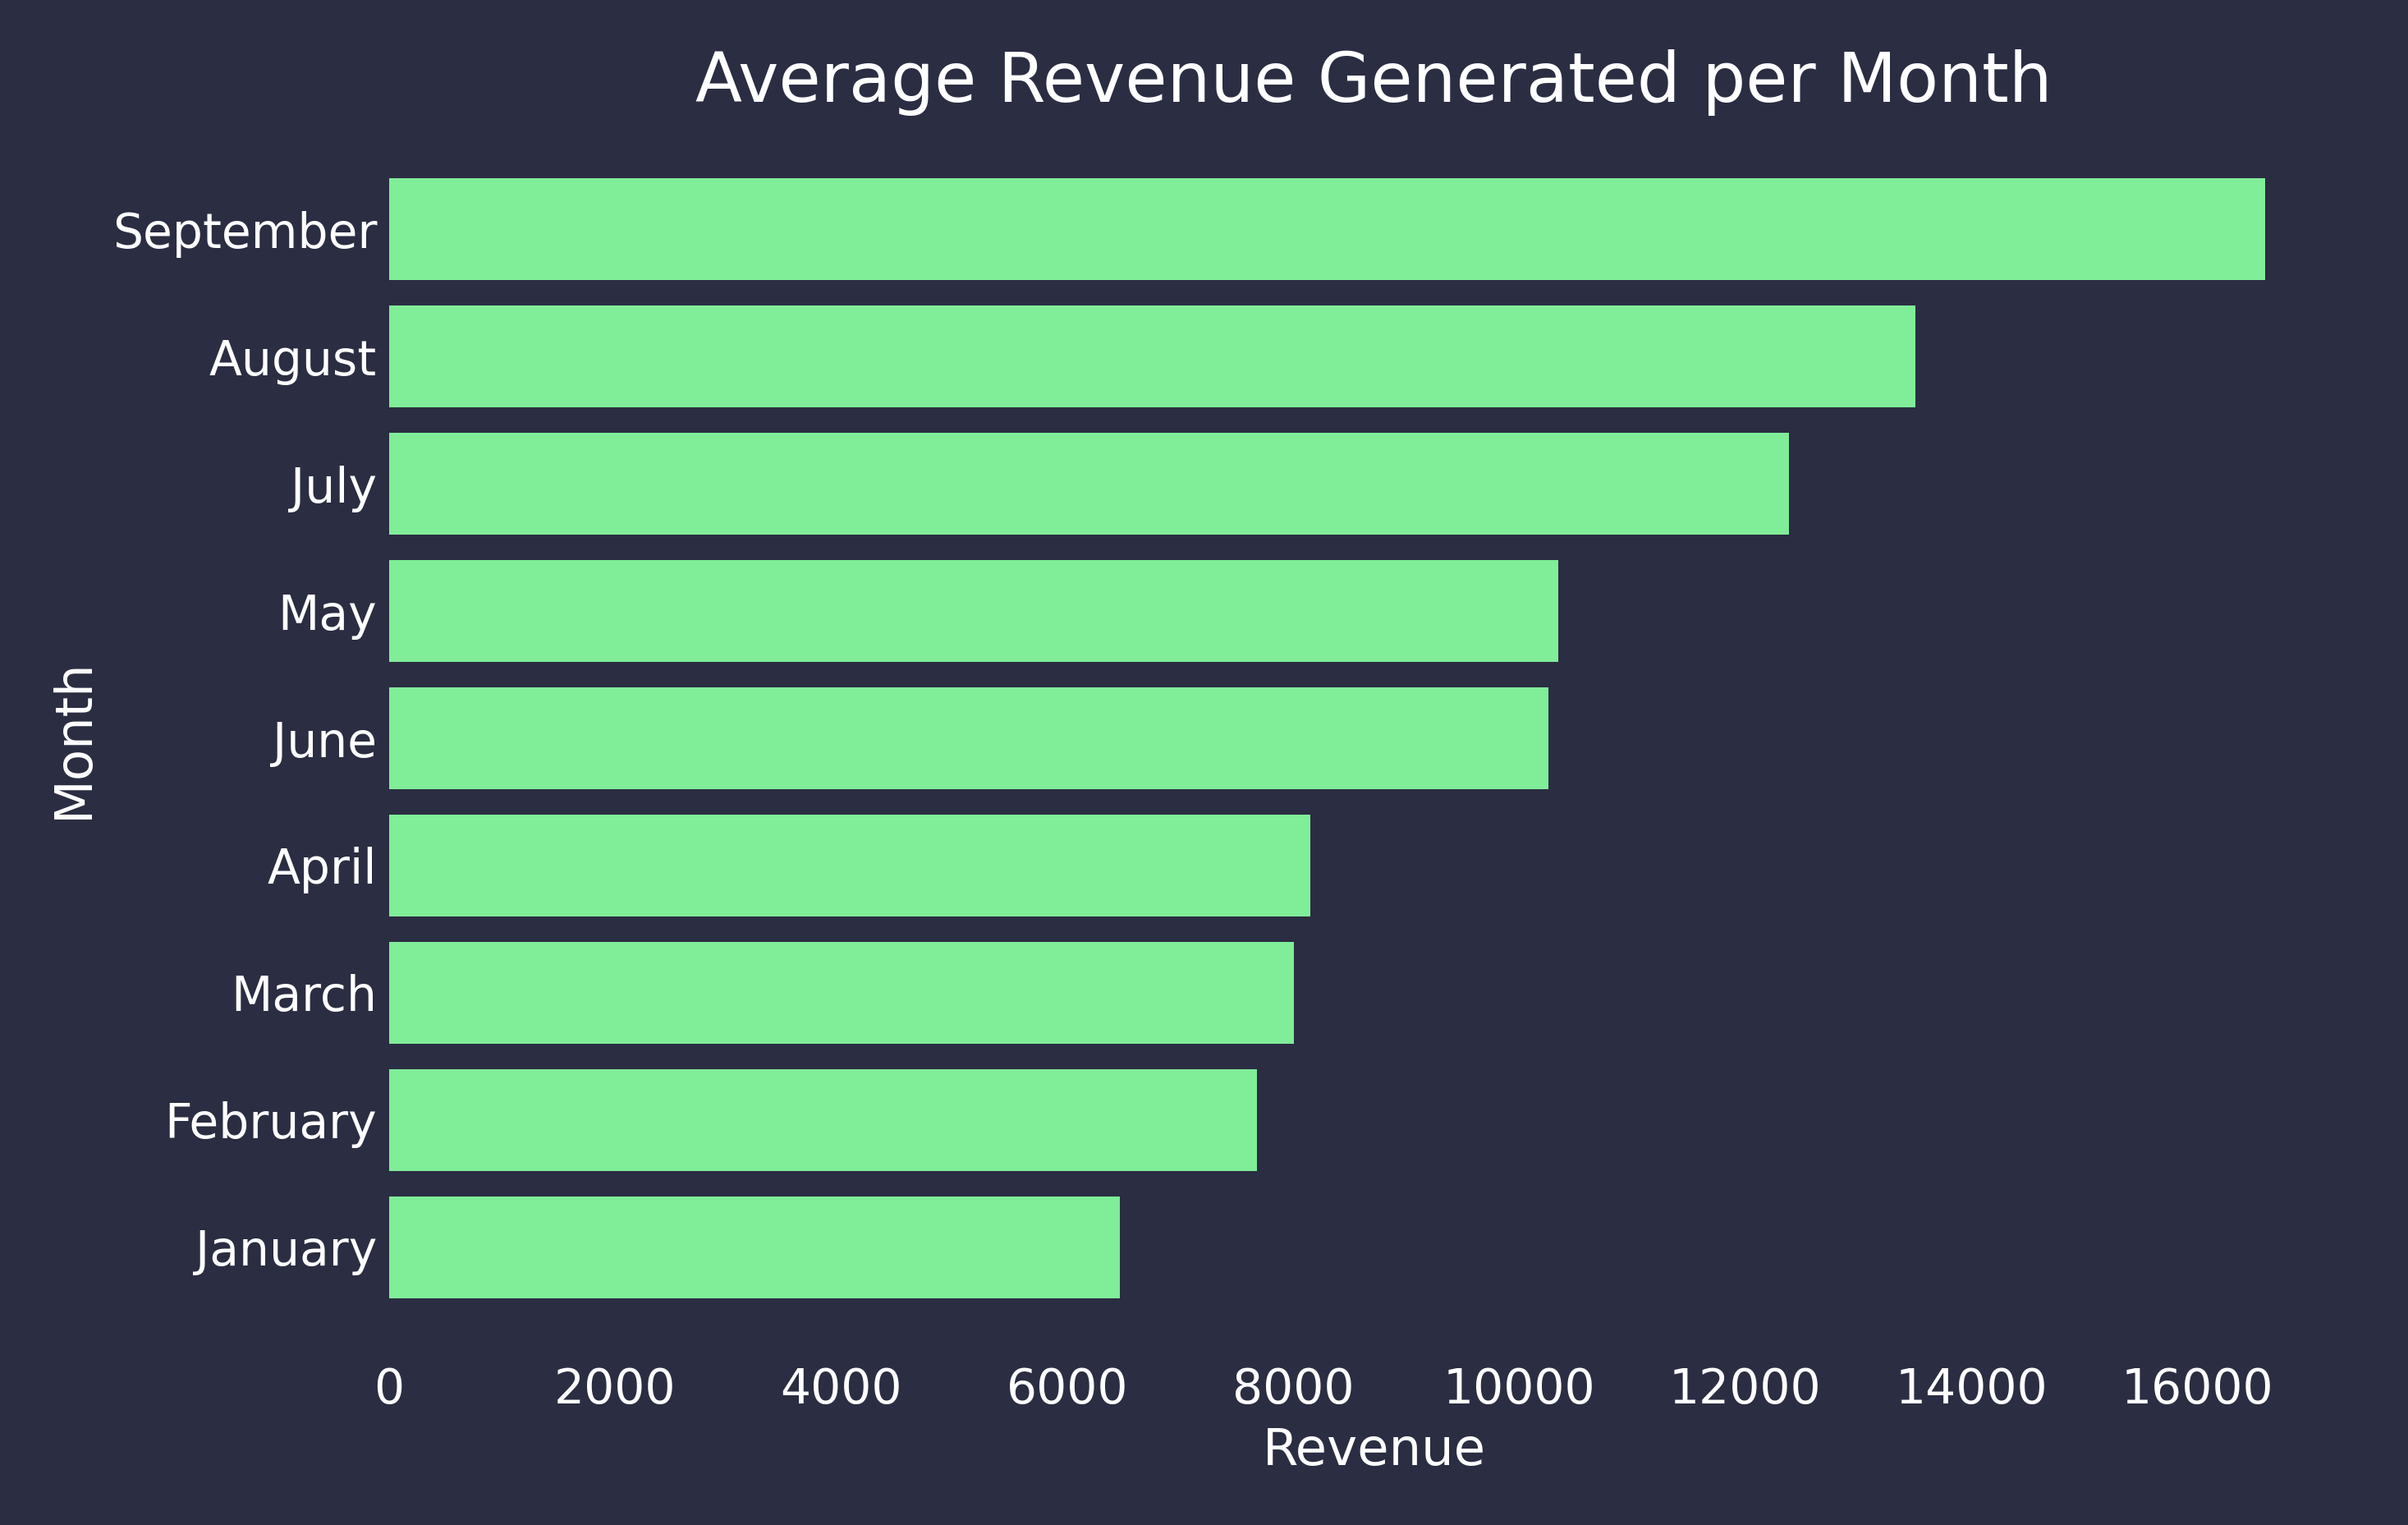 Average Revenue Generated per Month
September
August
July
May
June
April
March
February
January
Month
0 2000 4000 6000 8000 10000 12000 14000 16000
Revenue